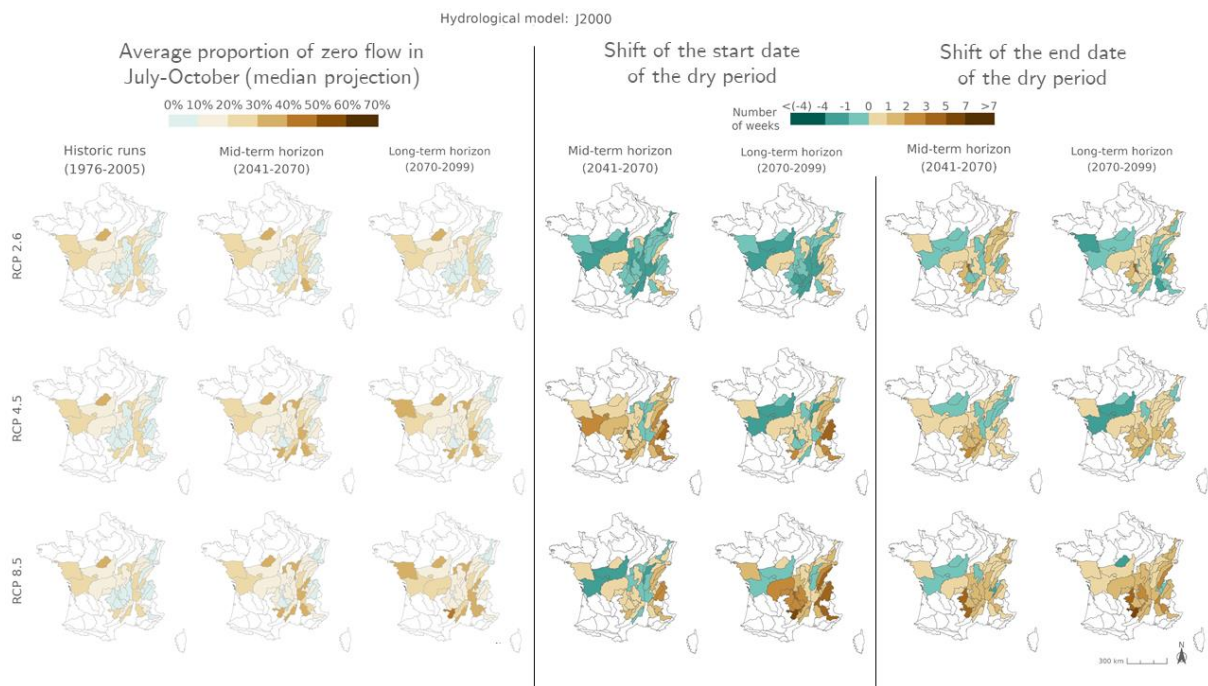 Hydrological model: J2000
Average proportion of zero flow in
July-October (median projection)
0% 10% 20% 30% 40% 50% 60% 70%
Shift of the start date
of the dry period
Shift of the end date
of the dry period
Number
of weeks
<(-4) -4 -1 0 1 2 3 5 7 >7
Historic runs
(1976-2005)
Mid-term horizon
(2041-2070)
Long-term horizon
(2070-2099)
Mid-term horizon
(2041-2070)
Long-term horizon
(2070-2099)
Mid-term horizon
(2041-2070)
Long-term horizon
(2070-2099)
RCP 2.6
RCP 4.5
RCP 8.5
300 km
N